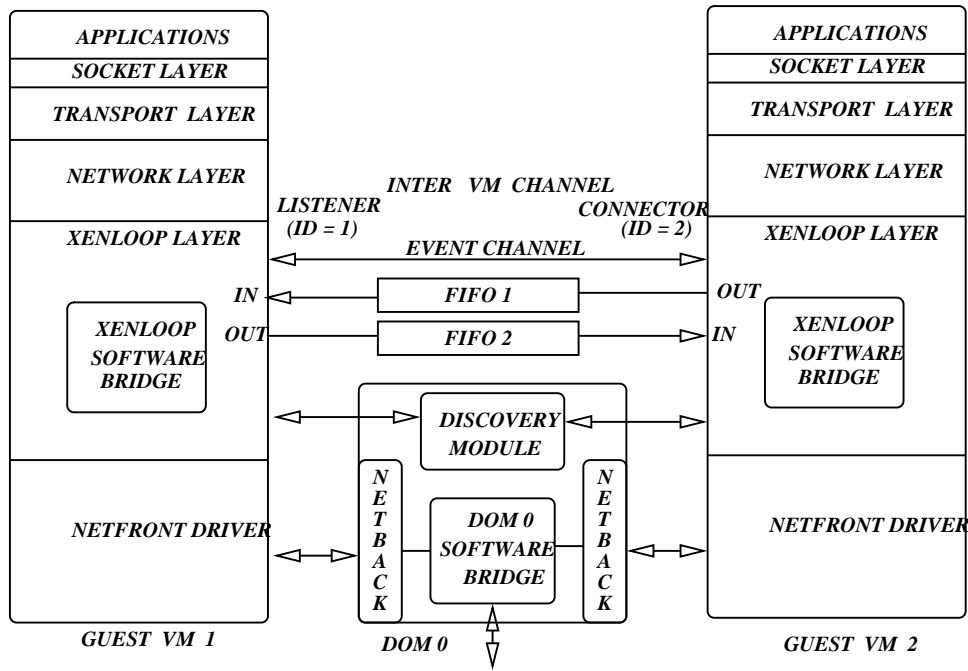 APPLICATIONS
SOCKET LAYER
TRANSPORT LAYER
NETWORK LAYER
XENLOOP LAYER
XENLOOP
SOFTWARE
BRIDGE
NETFRONT DRIVER
GUEST VM 1
INTER VM CHANNEL
LISTENER
(ID = 1)
CONNECTOR
(ID = 2)
EVENT CHANNEL
IN
FIFO 1
OUT
OUT
FIFO 2
IN
DISCOVERY
MODULE
NETBACK
DOM 0
SOFTWARE
BRIDGE
NETBACK
DOM 0
APPLICATIONS
SOCKET LAYER
TRANSPORT LAYER
NETWORK LAYER
XENLOOP LAYER
XENLOOP
SOFTWARE
BRIDGE
NETFRONT DRIVER
GUEST VM 2